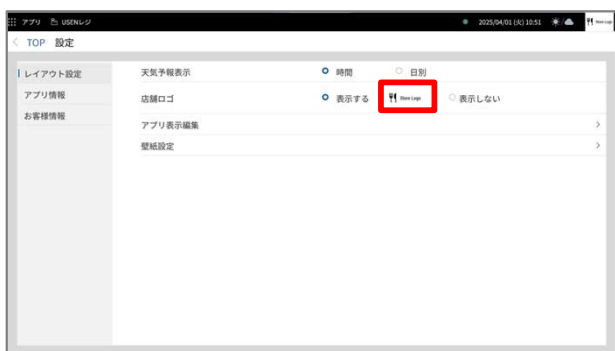 アプリ USENレジ 2025/04/01 (火) 10:51
TOP 設定
レイアウト設定
アプリ情報
お客様情報
天気予報表示 時間 日別
店舗ロゴ 表示する Store Logo 表示しない
アプリ表示編集
壁紙設定